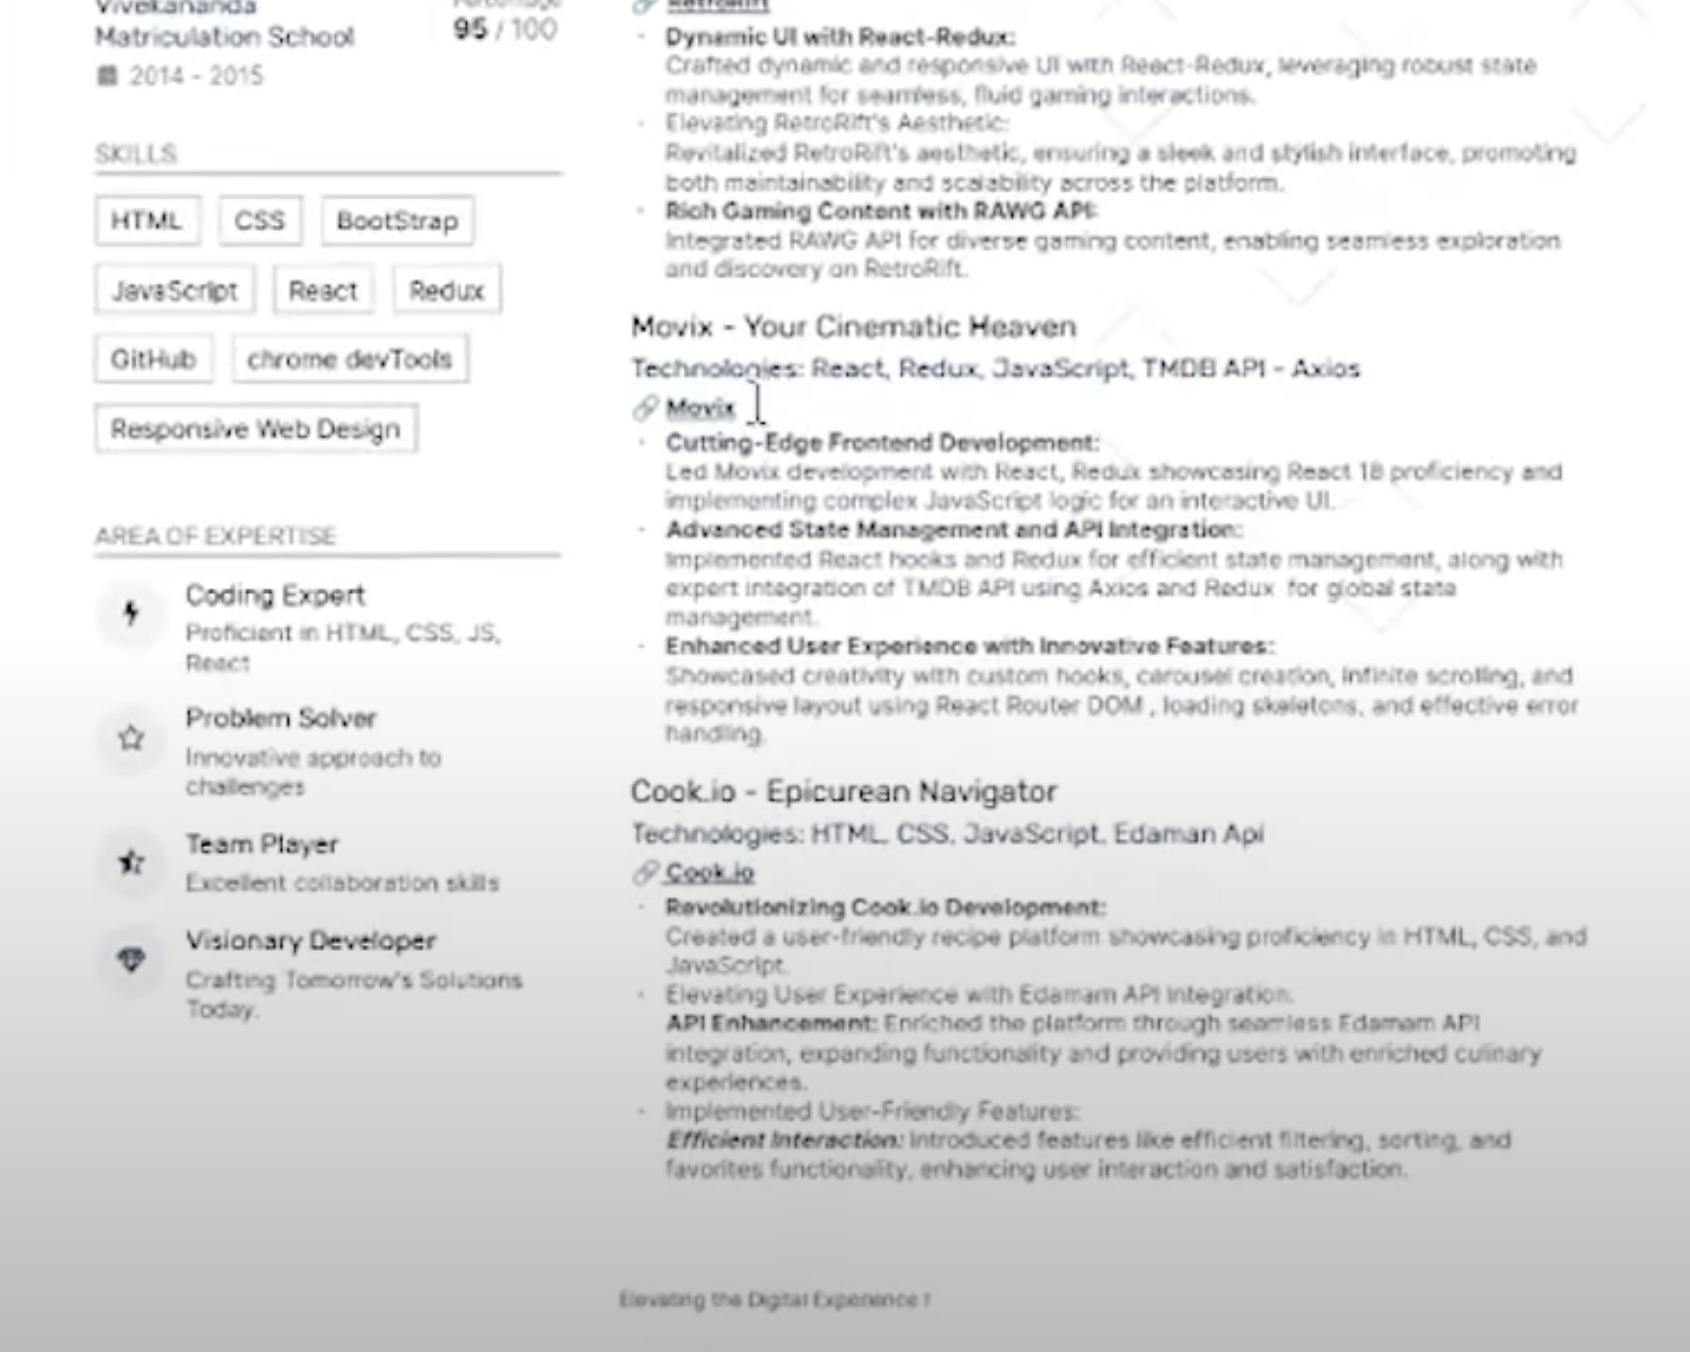 Vivekananda
Matriculation School
95 / 100
2014 - 2015
SKILLS
HTML
CSS
BootStrap
JavaScript
React
Redux
GitHub
chrome devTools
Responsive Web Design
AREA OF EXPERTISE
Coding Expert
Proficient in HTML, CSS, JS,
React
Problem Solver
Innovative approach to
challenges
Team Player
Excellent collaboration skills
Visionary Developer
Crafting Tomorrow's Solutions
Today.
RetroRift
· Dynamic UI with React-Redux:
Crafted dynamic and responsive UI with React-Redux, leveraging robust state
management for seamless, fluid gaming interactions.
· Elevating RetroRift's Aesthetic:
Revitalized RetroRift's aesthetic, ensuring a sleek and stylish interface, promoting
both maintainability and scalability across the platform.
· Rich Gaming Content with RAWG API:
Integrated RAWG API for diverse gaming content, enabling seamless exploration
and discovery on RetroRift.
Movix - Your Cinematic Heaven
Technologies: React, Redux, JavaScript, TMDB API - Axios
Movix
· Cutting-Edge Frontend Development:
Led Movix development with React, Redux showcasing React 18 proficiency and
implementing complex JavaScript logic for an interactive UI.
· Advanced State Management and API Integration:
Implemented React hooks and Redux for efficient state management, along with
expert integration of TMDB API using Axios and Redux for global state
management.
· Enhanced User Experience with Innovative Features:
Showcased creativity with custom hooks, carousel creation, infinite scrolling, and
responsive layout using React Router DOM , loading skeletons, and effective error
handling.
Cook.io - Epicurean Navigator
Technologies: HTML, CSS, JavaScript, Edaman Api
Cook.io
· Revolutionizing Cook.io Development:
Created a user-friendly recipe platform showcasing proficiency in HTML, CSS, and
JavaScript.
· Elevating User Experience with Edamam API Integration:
API Enhancement: Enriched the platform through seamless Edamam API
integration, expanding functionality and providing users with enriched culinary
experiences.
· Implemented User-Friendly Features:
Efficient Interaction: Introduced features like efficient filtering, sorting, and
favorites functionality, enhancing user interaction and satisfaction.
Elevating the Digital Experience !